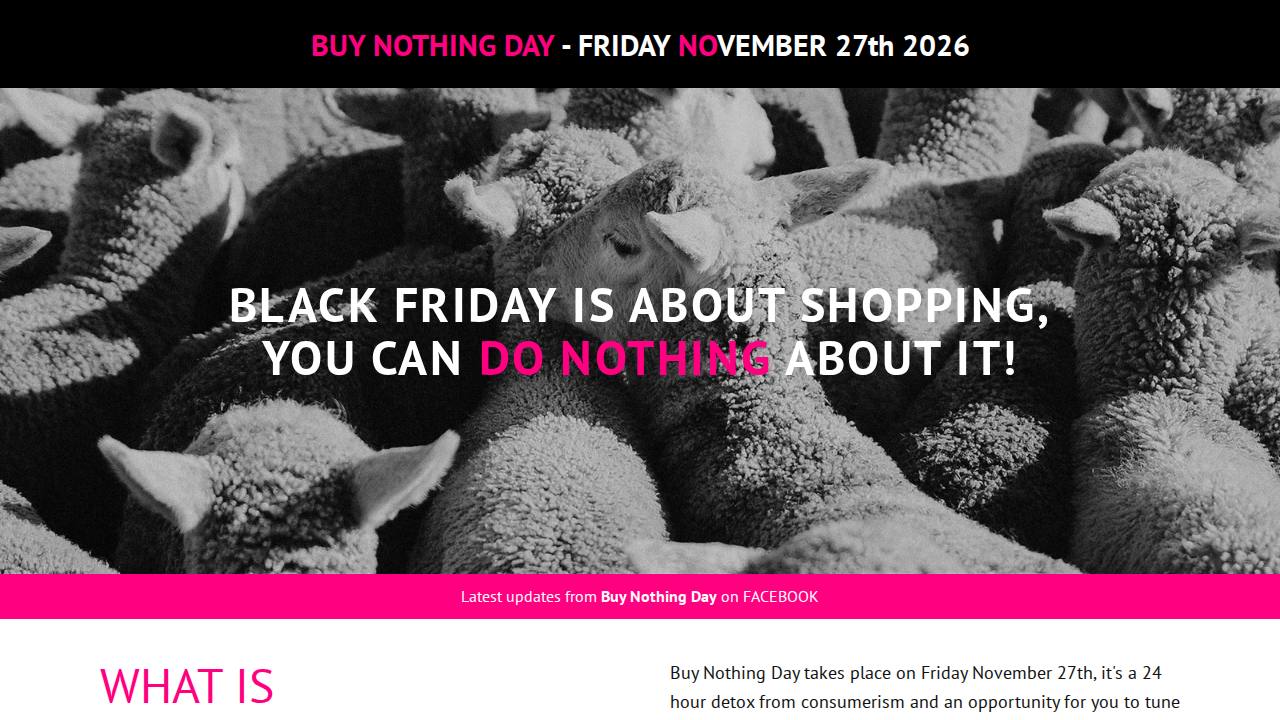 BUY NOTHING DAY - FRIDAY NOVEMBER 27th 2026
BLACK FRIDAY IS ABOUT SHOPPING,
YOU CAN DO NOTHING ABOUT IT!
Latest updates from Buy Nothing Day on FACEBOOK
WHAT IS
Buy Nothing Day takes place on Friday November 27th, it's a 24
hour detox from consumerism and an opportunity for you to tune